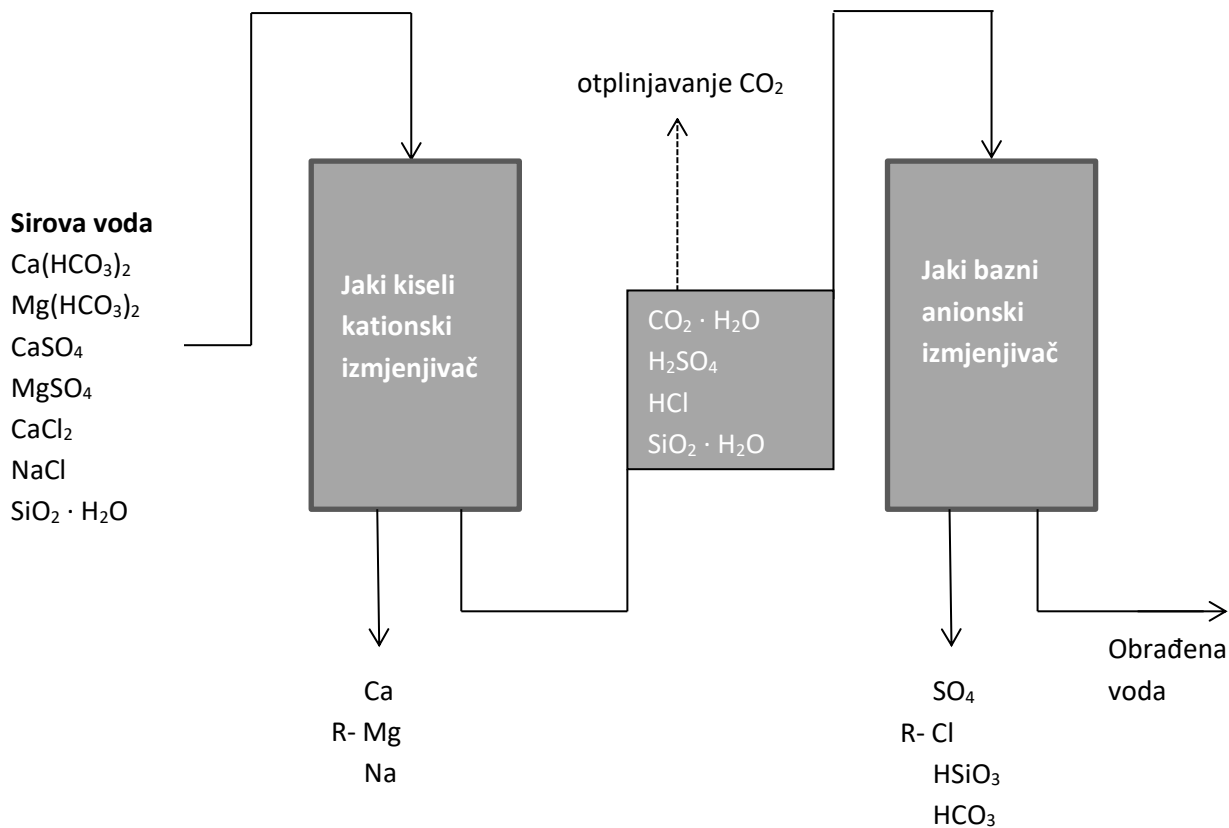 otplinjavanje CO₂
Sirova voda
Ca(HCO₃)₂
Mg(HCO₃)₂
CaSO₄
MgSO₄
CaCl₂
NaCl
SiO₂ · H₂O
Jaki kiseli
kationski
izmjenjivač
CO₂ · H₂O
H₂SO₄
HCl
SiO₂ · H₂O
Jaki bazni
anionski
izmjenjivač
Ca
R- Mg
Na
SO₄
R- Cl
HSiO₃
HCO₃
Obrađena
voda